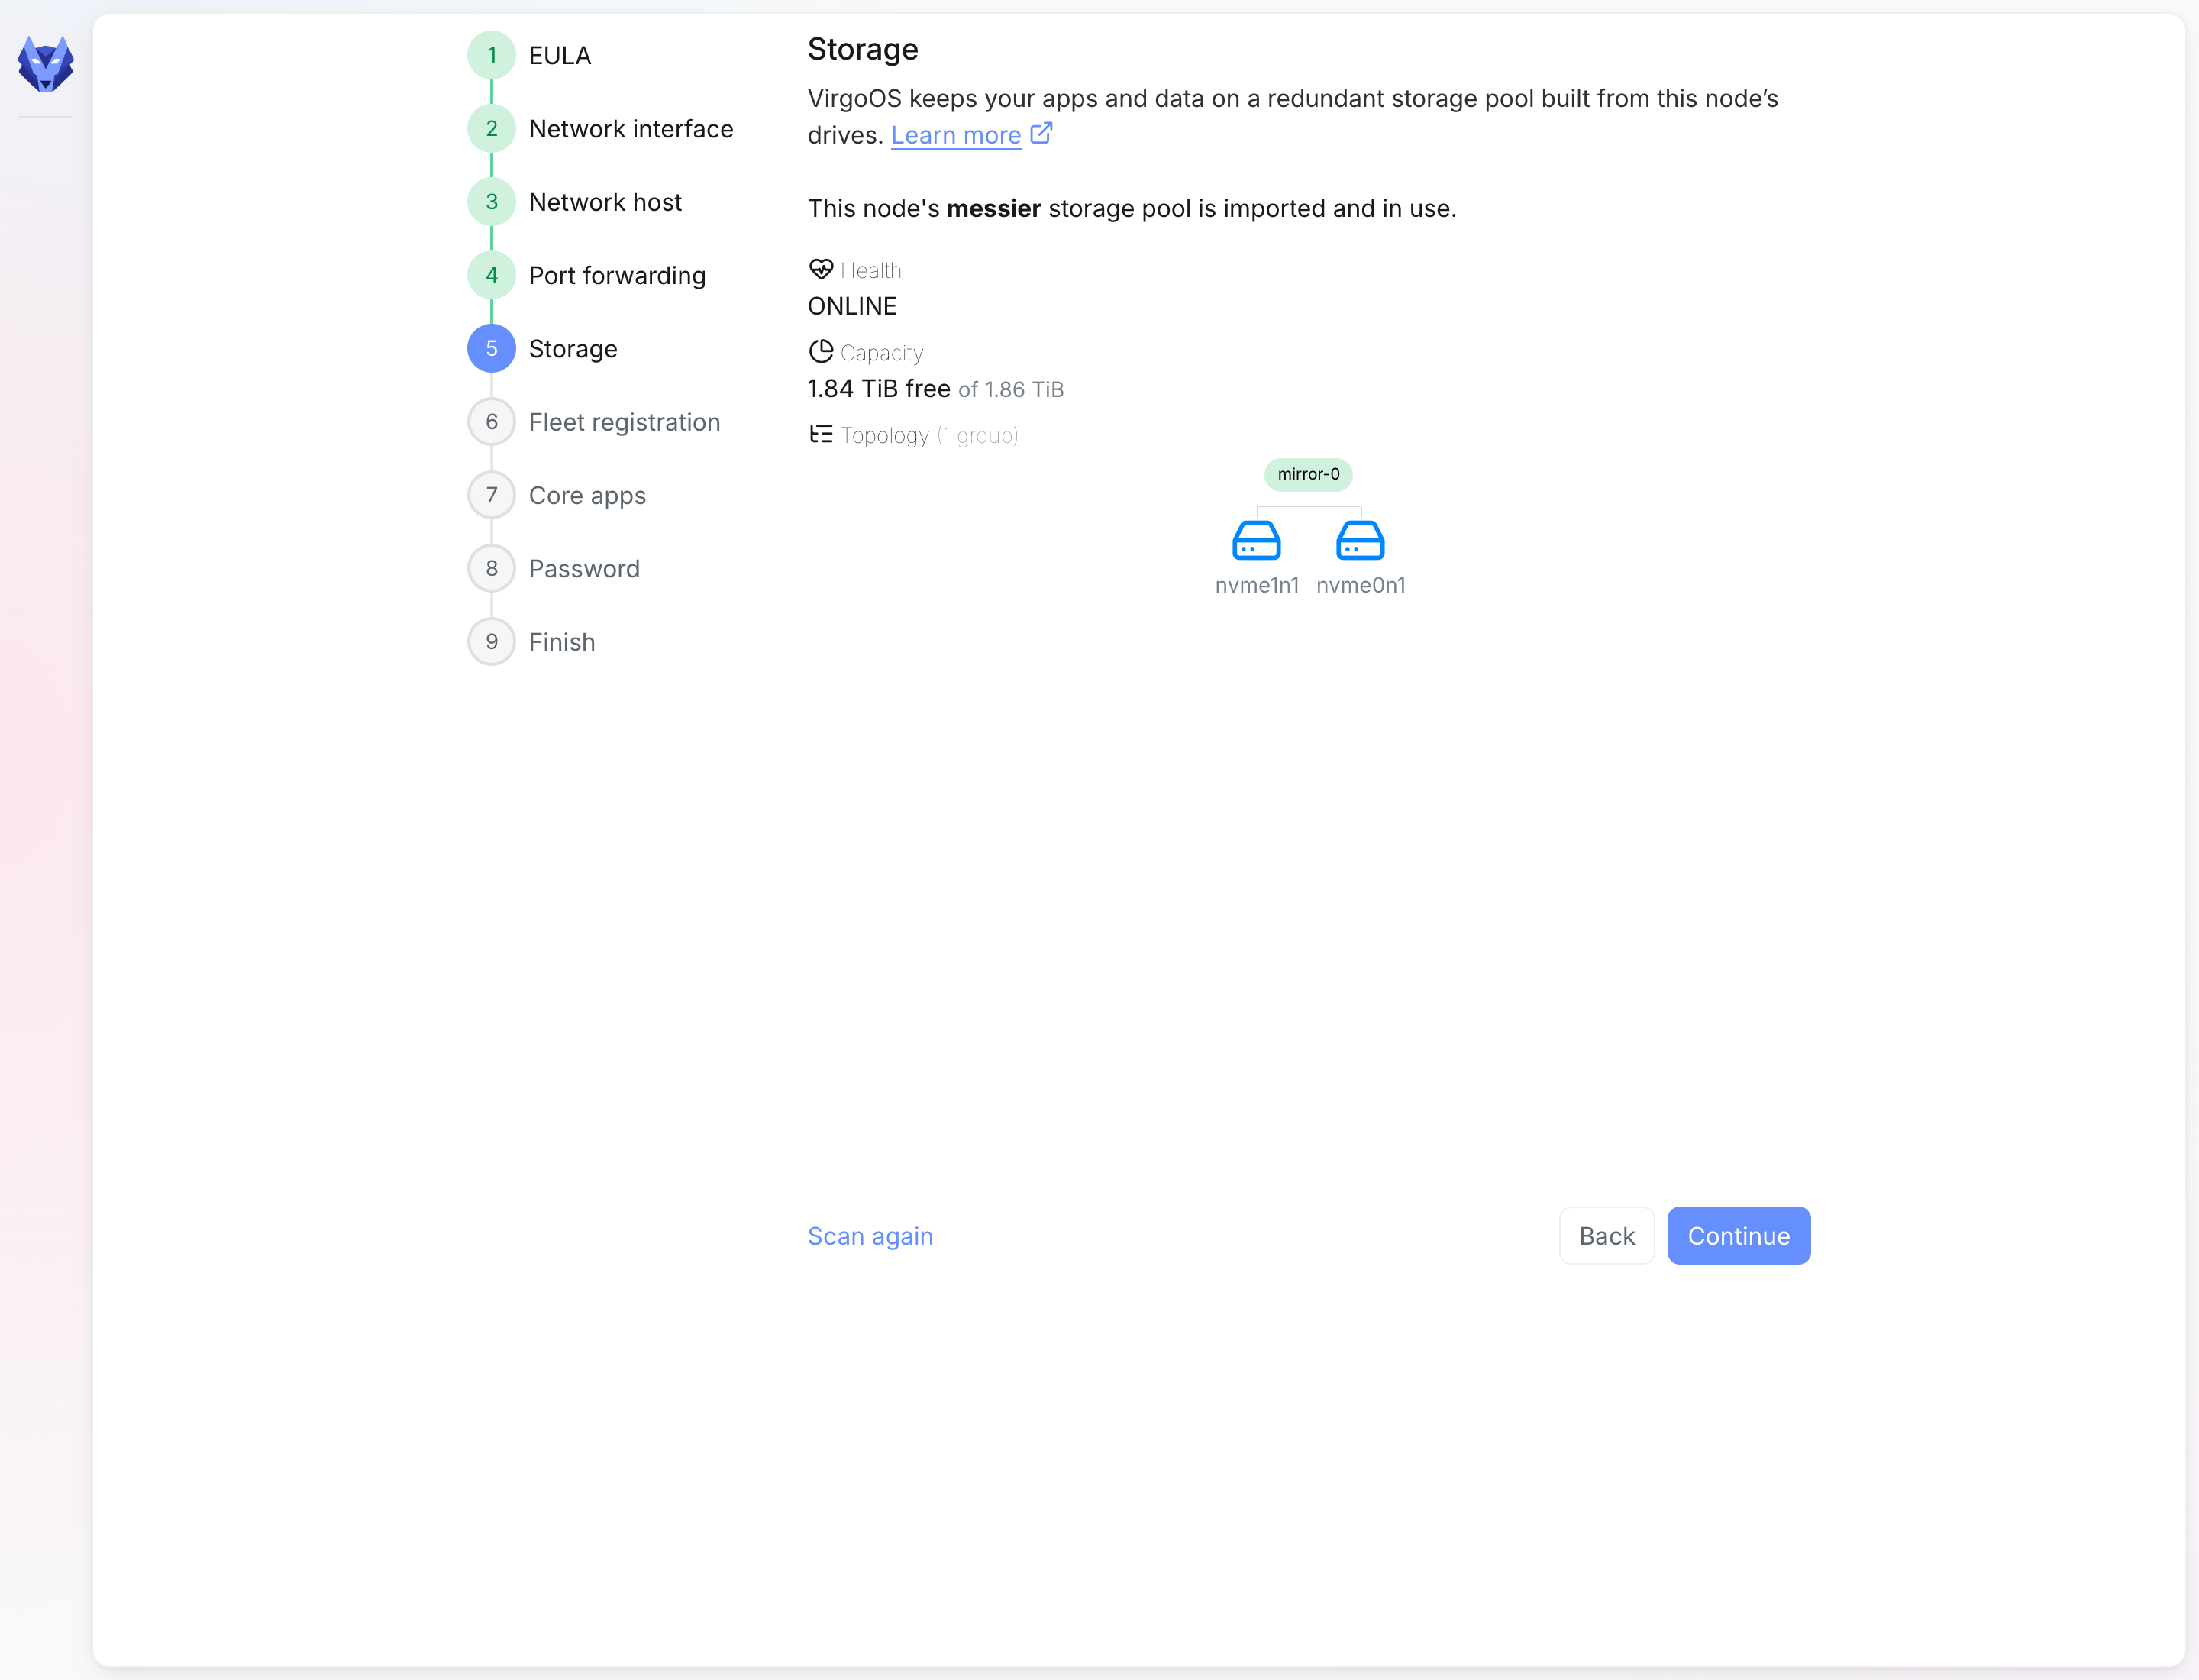 1 EULA
2 Network interface
3 Network host
4 Port forwarding
5 Storage
6 Fleet registration
7 Core apps
8 Password
9 Finish
Storage
VirgoOS keeps your apps and data on a redundant storage pool built from this node’s
drives. Learn more
This node's messier storage pool is imported and in use.
Health
ONLINE
Capacity
1.84 TiB free of 1.86 TiB
Topology (1 group)
mirror-0
nvme1n1 nvme0n1
Scan again
Back Continue